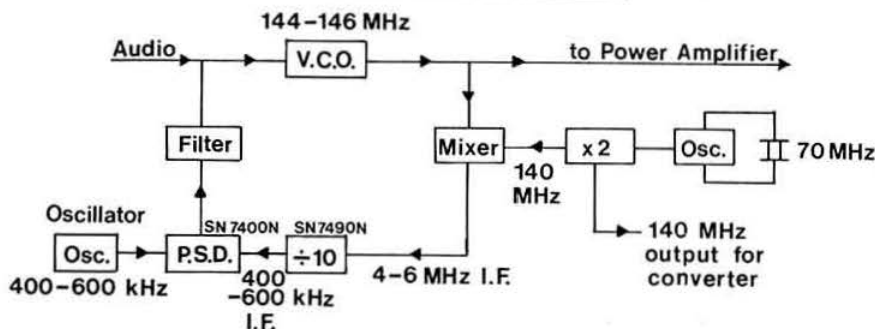 144-146 MHz
Audio
V.C.O.
to Power Amplifier
Filter
Mixer
x 2
Osc.
70 MHz
140
MHz
Oscillator
SN7400N
SN7490N
Osc.
P.S.D.
÷10
400-600 kHz
400
-600 kHz
I.F.
4-6 MHz I.F.
140 MHz
output for
converter